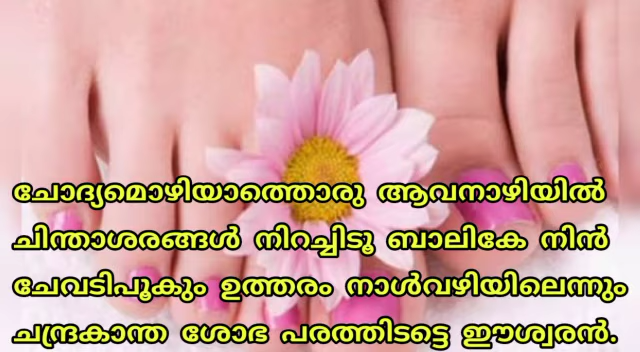 ചോദ്യമൊഴിയാത്തൊരു ആവനാഴിയിൽ
ചിന്താശരങ്ങൾ നിറച്ചിടൂ ബാലികേ നിൻ
ചേവടിപൂകും ഉത്തരം നാൾവഴിയിലെന്നും
ചന്ദ്രകാന്ത ശോഭ പരത്തിടട്ടെ ഈശ്വരൻ.